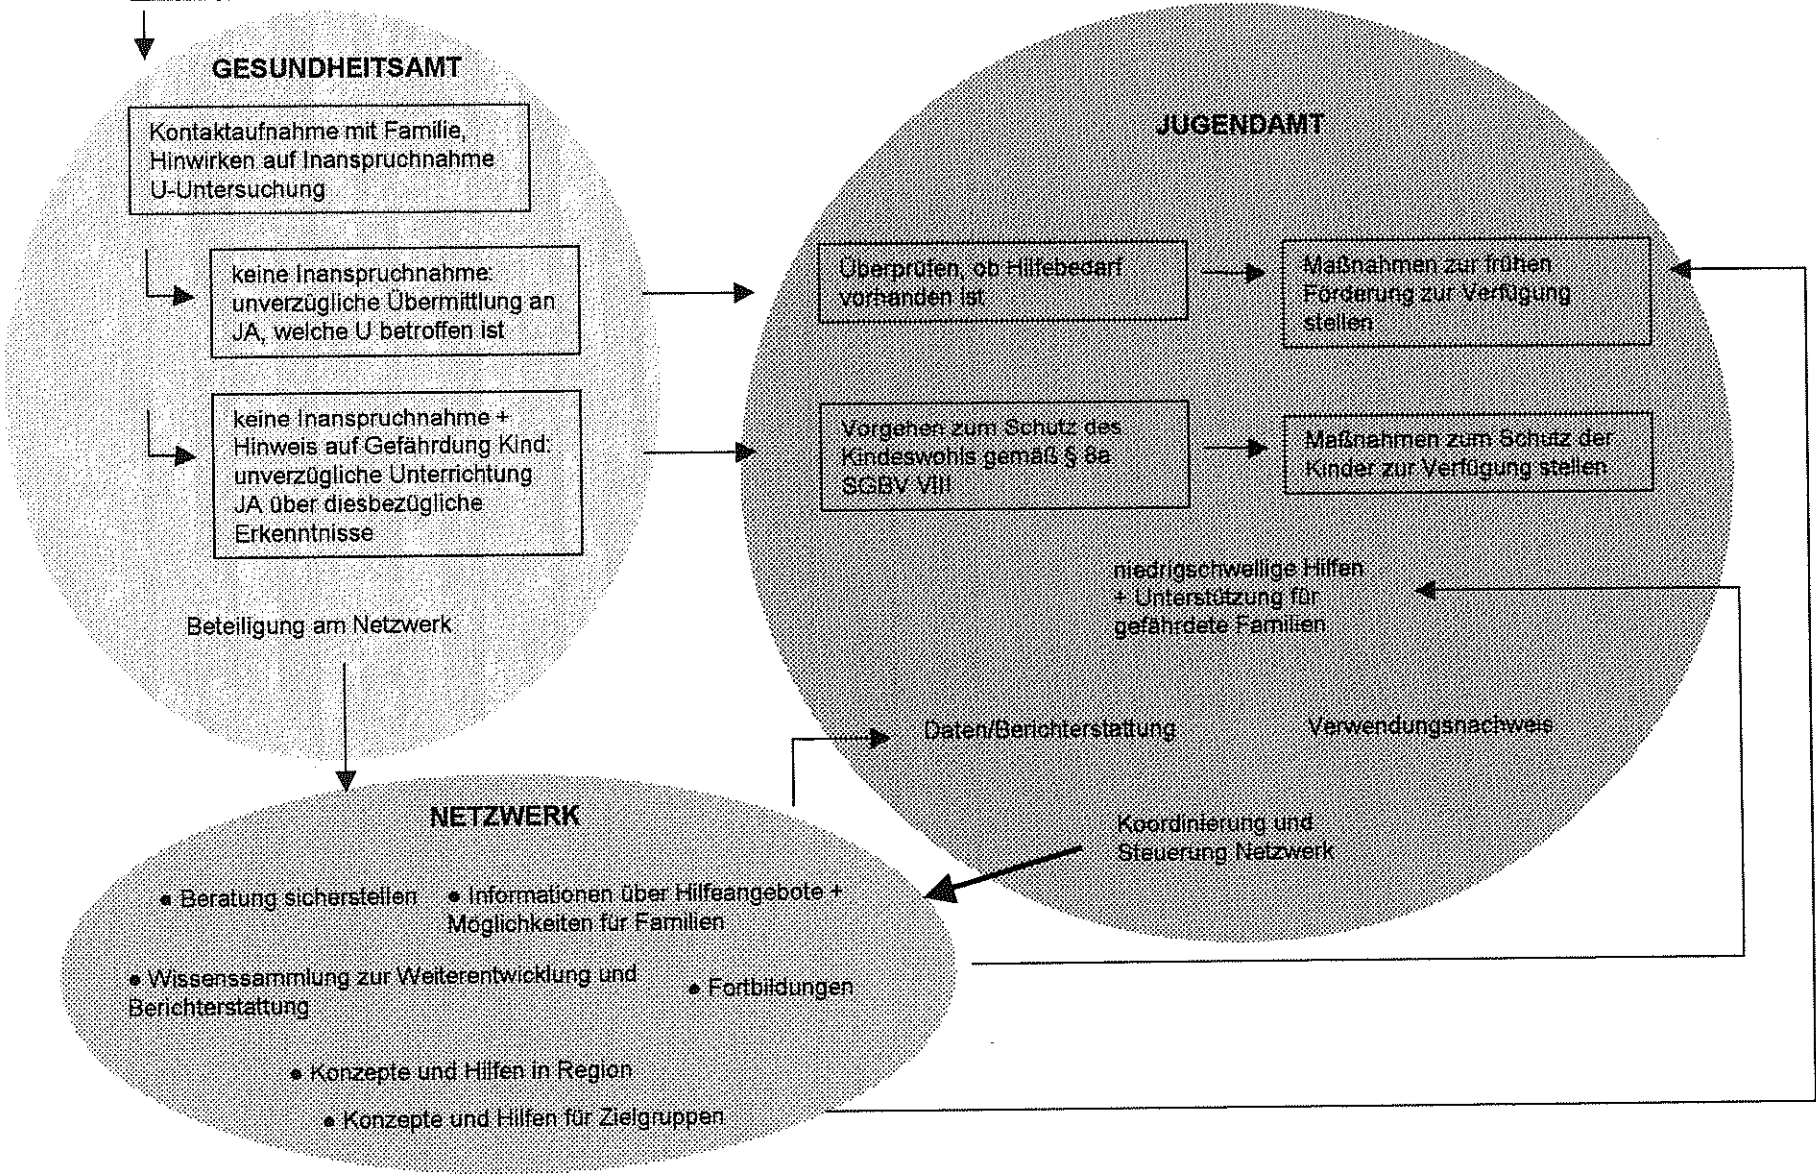 GESUNDHEITSAMT
Kontaktaufnahme mit Familie,
Hinwirken auf Inanspruchnahme
U-Untersuchung
keine Inanspruchnahme:
unverzügliche Übermittlung an
JA, welche U betroffen ist
keine Inanspruchnahme +
Hinweis auf Gefährdung Kind:
unverzügliche Unterrichtung
JA über diesbezügliche
Erkenntnisse
Beteiligung am Netzwerk
JUGENDAMT
Überprüfen, ob Hilfebedarf
vorhanden ist
Maßnahmen zur frühen
Förderung zur Verfügung
stellen
Vorgehen zum Schutz des
Kindeswohls gemäß § 8a
SGBV VIII
Maßnahmen zum Schutz der
Kinder zur Verfügung stellen
niedrigschwellige Hilfen
+ Unterstützung für
gefährdete Familien
Daten/Berichterstattung
Verwendungsnachweis
Koordinierung und
Steuerung Netzwerk
NETZWERK
• Beratung sicherstellen
• Informationen über Hilfeangebote +
Möglichkeiten für Familien
• Wissenssammlung zur Weiterentwicklung und
Berichterstattung
• Fortbildungen
• Konzepte und Hilfen in Region
• Konzepte und Hilfen für Zielgruppen